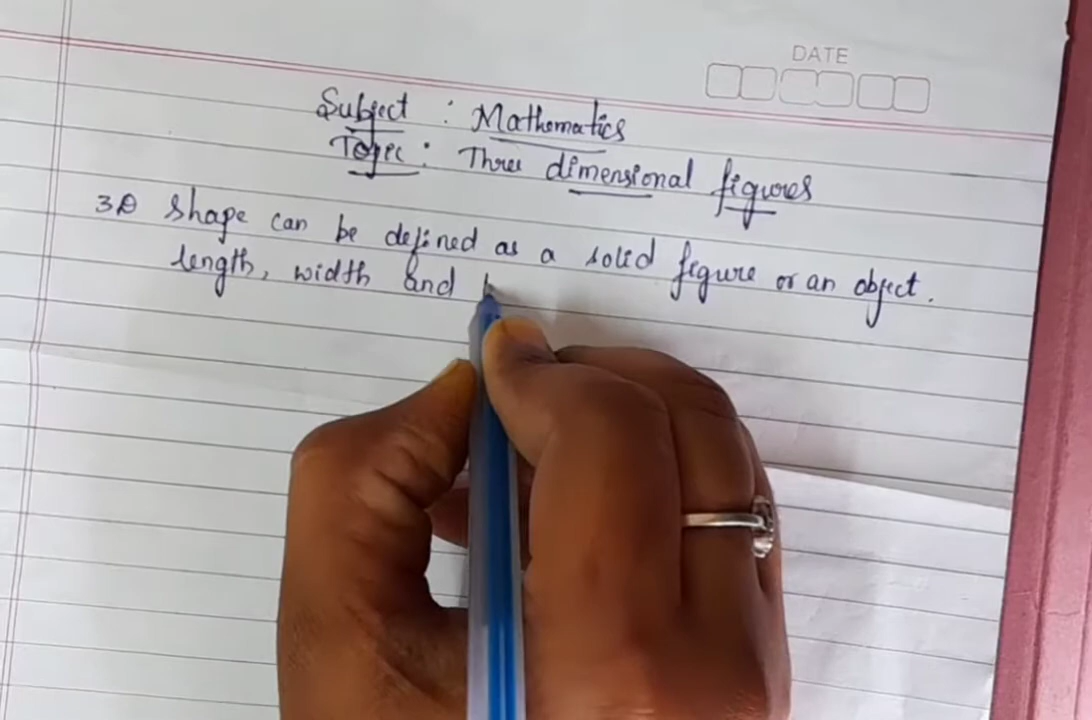 DATE
Subject : Mathematics
Topic : Three dimensional figures
3D shape can be defined as a solid figure or an object.
length, width and